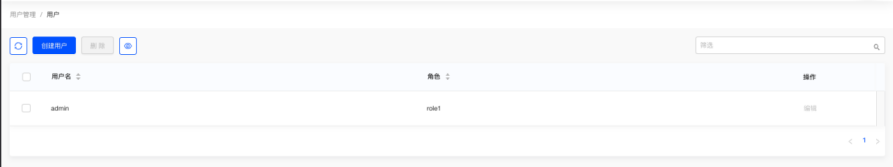 用户管理 / 用户
创建用户 删 除 筛选
用户名 角色 操作
admin role1 编辑
1